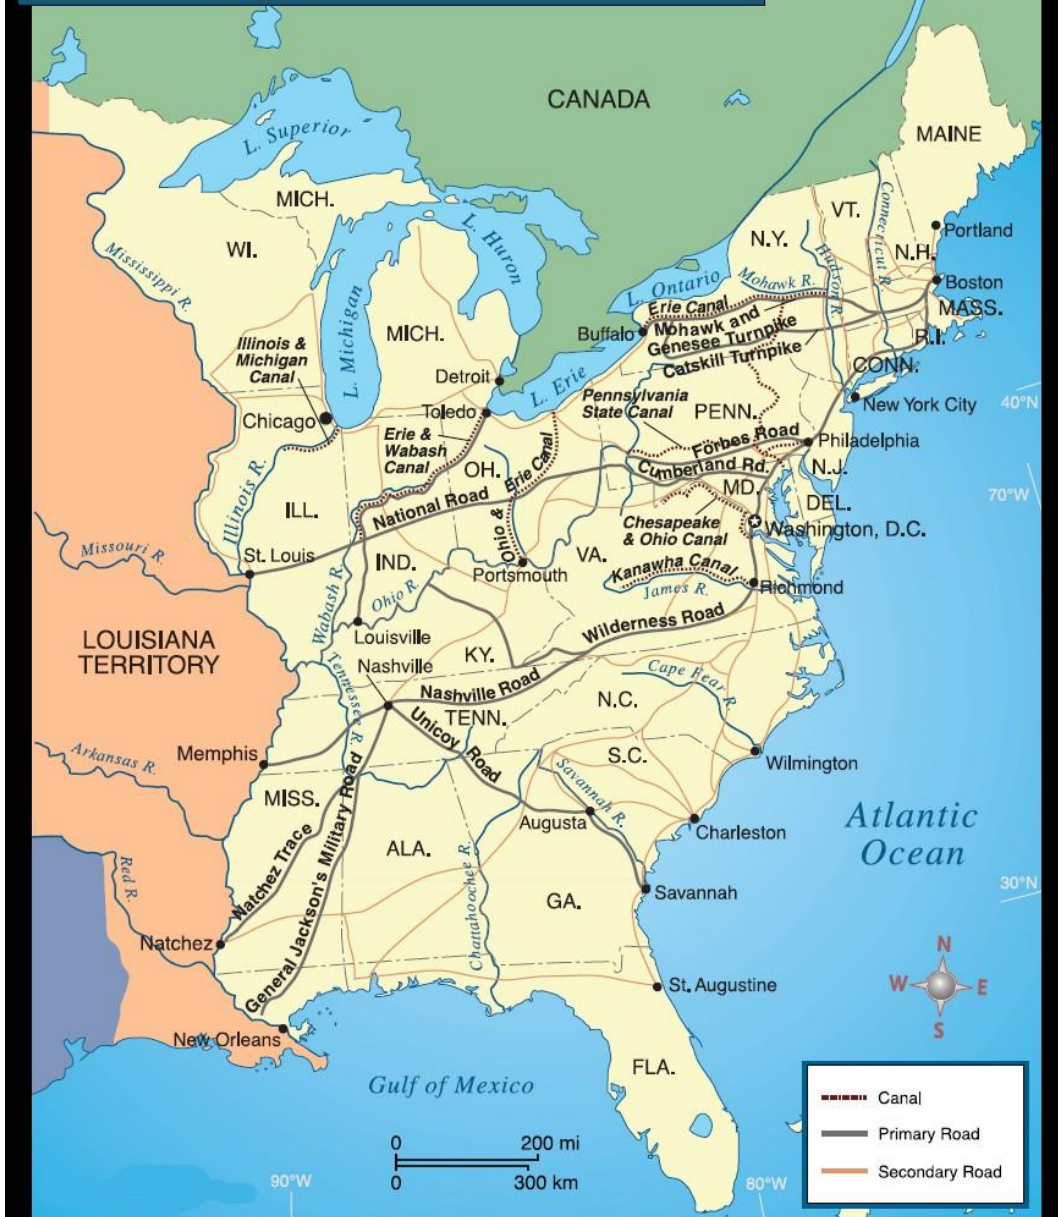 CANADA
L. Superior
MAINE
MICH.
VT.
Connecticut R.
WI.
L. Huron
N.Y.
Hudson R.
N.H.
Portland
Mississippi R.
L. Ontario
Mohawk R.
Boston
L. Michigan
Erie Canal
MASS.
MICH.
Buffalo
Mohawk and
Genesee Turnpike
R.I.
Illinois &
Michigan
Canal
Catskill Turnpike
CONN.
Detroit
L. Erie
Pennsylvania
State Canal
New York City
40°N
Chicago
Toledo
PENN.
Erie &
Wabash
Canal
Forbes Road
Philadelphia
OH.
Ohio & Erie Canal
Cumberland Rd.
N.J.
Illinois R.
MD.
70°W
ILL.
National Road
DEL.
Chesapeake
& Ohio Canal
Washington, D.C.
Missouri R.
St. Louis
IND.
Portsmouth
VA.
Kanawha Canal
James R.
Richmond
Wabash R.
Ohio R.
Louisville
Wilderness Road
LOUISIANA
TERRITORY
Nashville
KY.
Tennessee R.
Nashville Road
Cape Fear R.
N.C.
TENN.
Unicoy Road
Arkansas R.
Memphis
S.C.
Wilmington
MISS.
Savannah R.
Augusta
Charleston
Atlantic
Ocean
ALA.
Red R.
Natchez Trace
General Jackson's Military Road
Chattahoochee R.
GA.
Savannah
30°N
Natchez
N
W
E
S
St. Augustine
New Orleans
FLA.
Gulf of Mexico
Canal
Primary Road
Secondary Road
0
200 mi
0
300 km
90°W
80°W